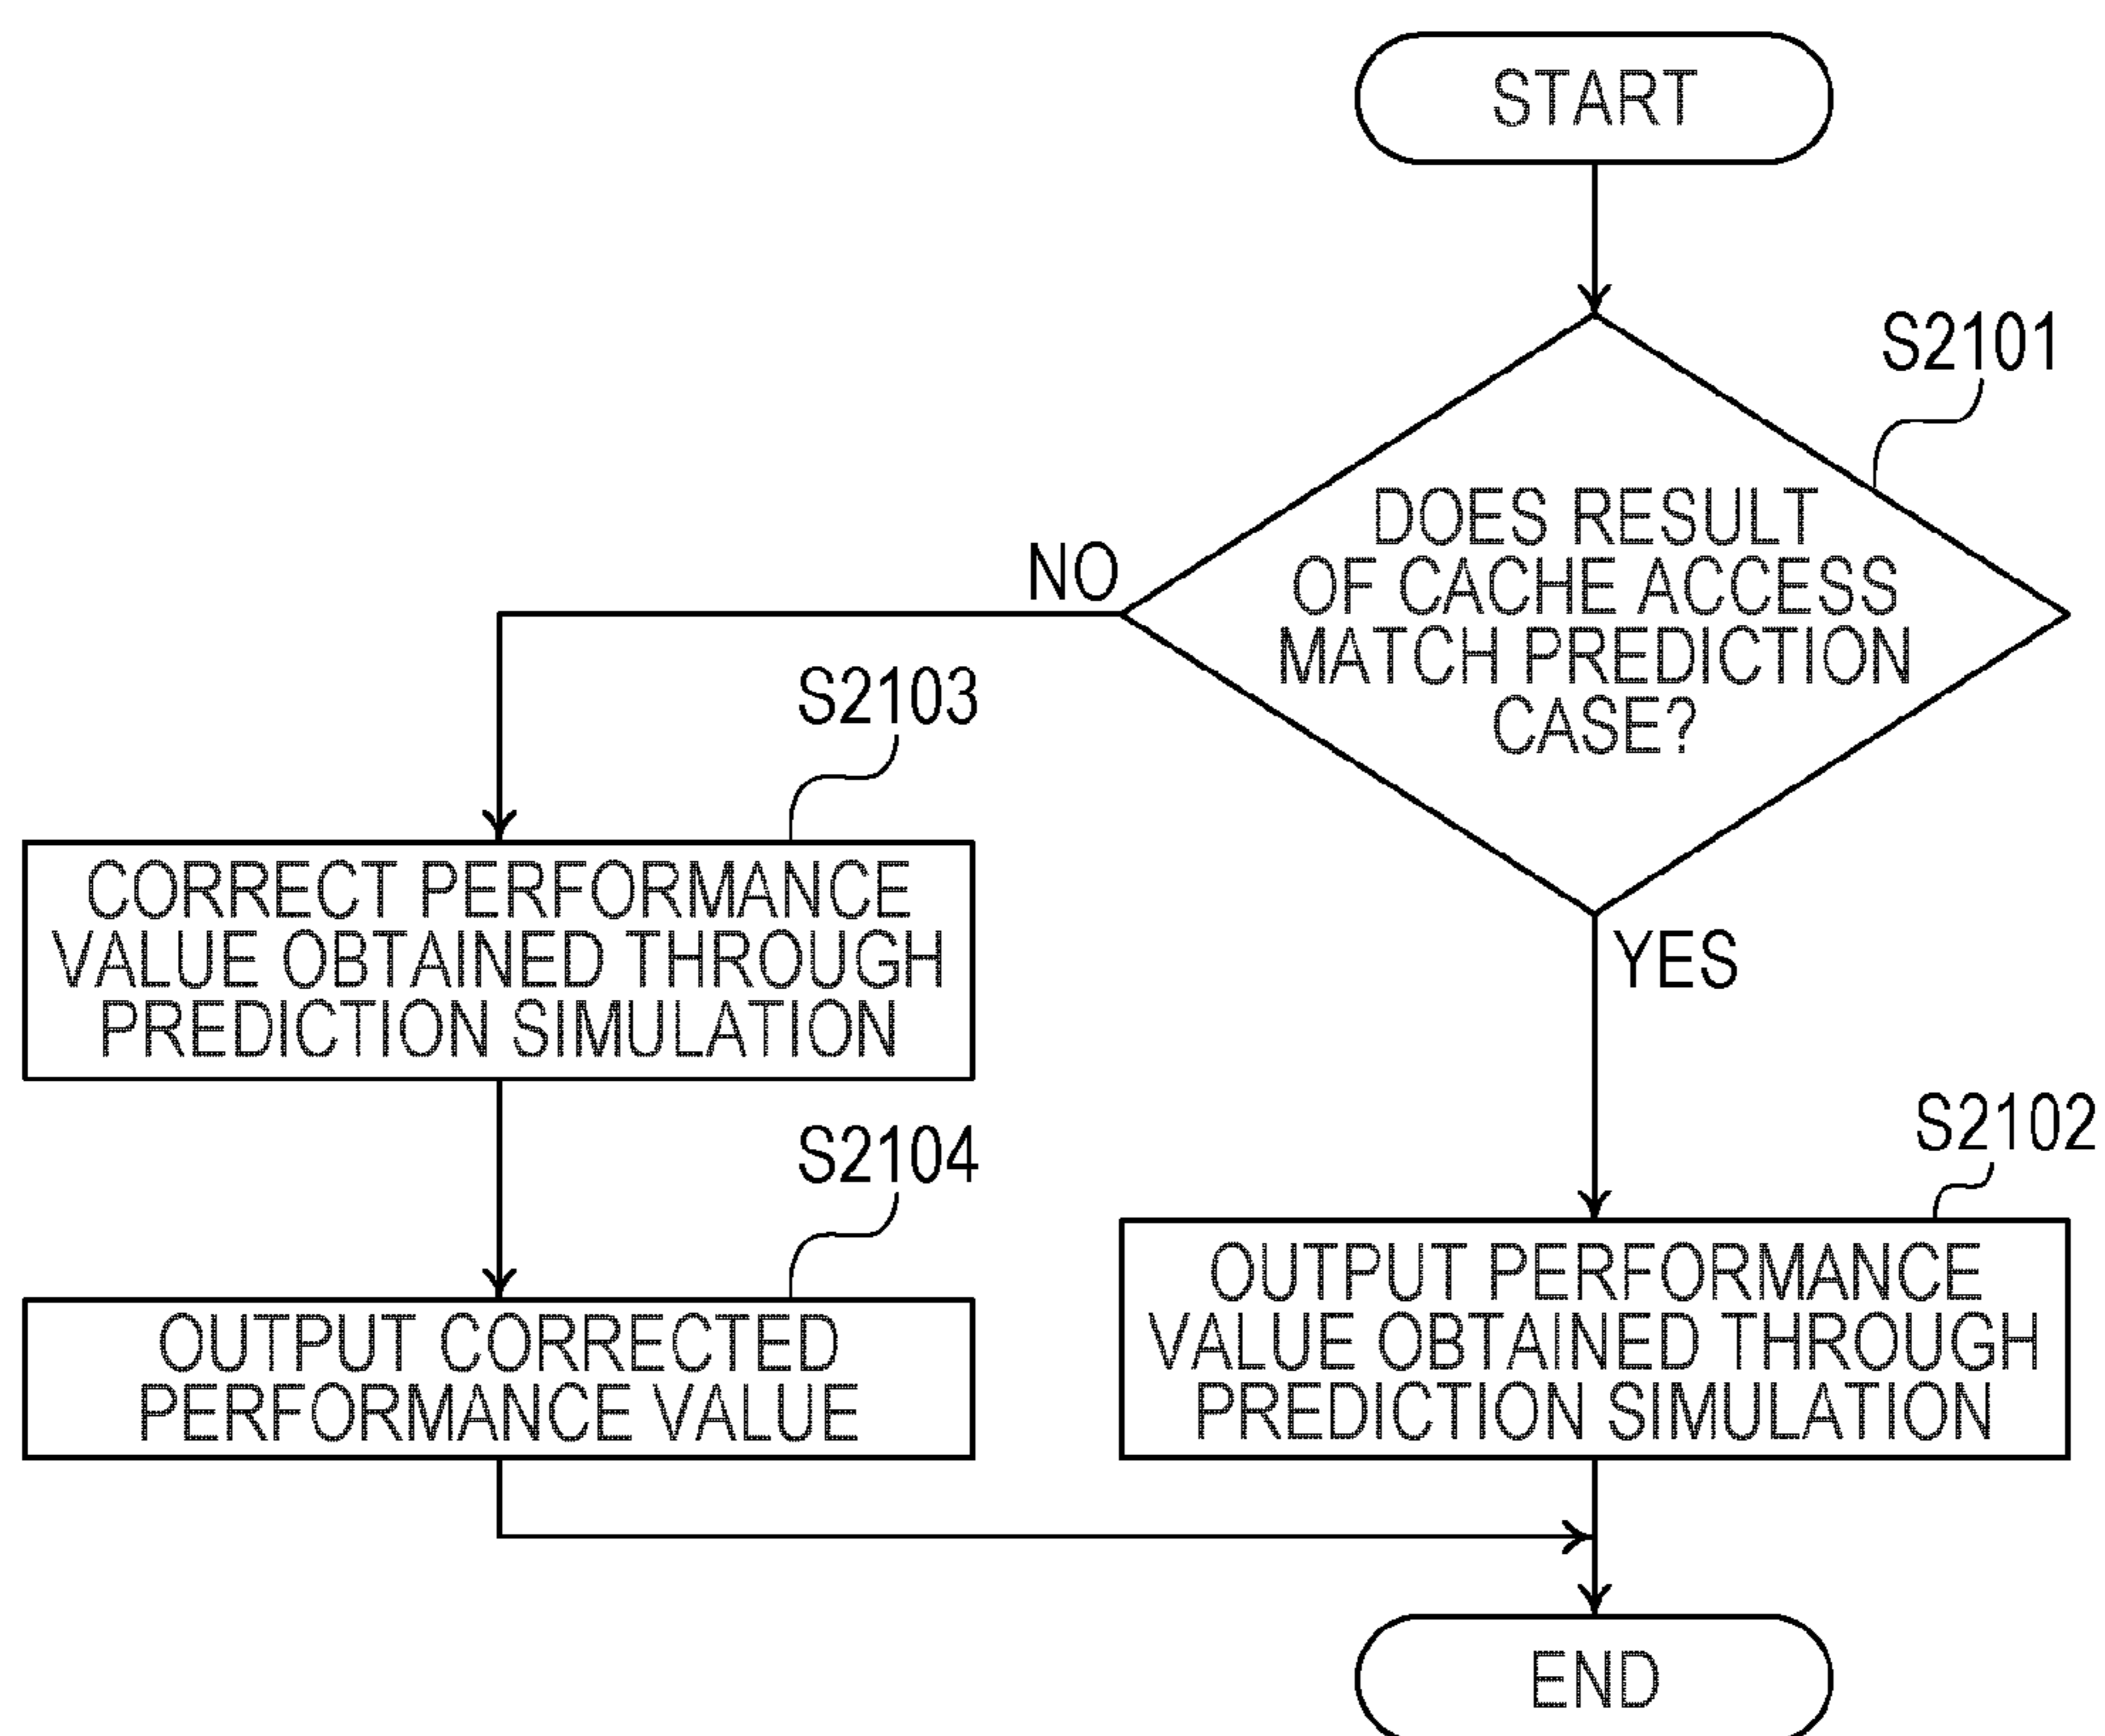 START
S2101
DOES RESULT
OF CACHE ACCESS
MATCH PREDICTION
CASE?
NO
YES
S2103
CORRECT PERFORMANCE
VALUE OBTAINED THROUGH
PREDICTION SIMULATION
S2104
OUTPUT CORRECTED
PERFORMANCE VALUE
S2102
OUTPUT PERFORMANCE
VALUE OBTAINED THROUGH
PREDICTION SIMULATION
END